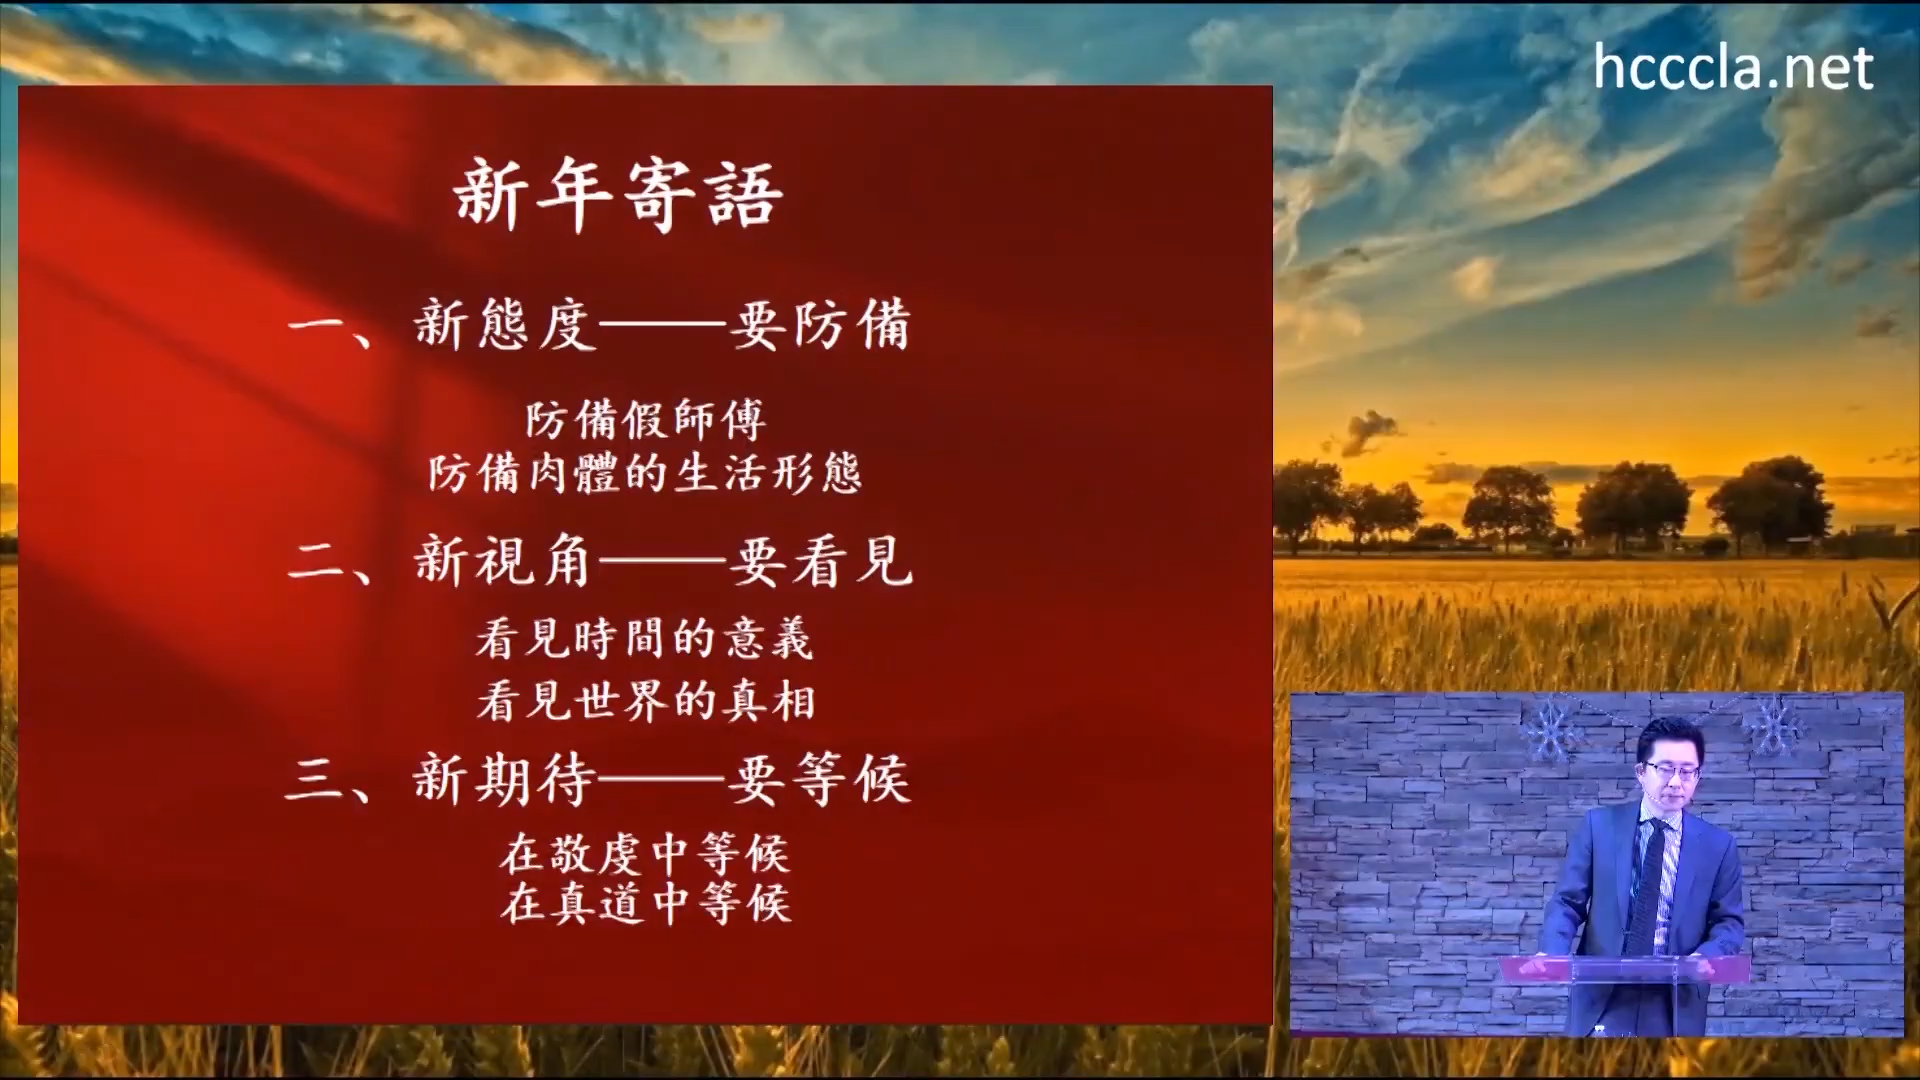 hcccla.net
新年寄語
一、新態度——要防備
防備假師傅
防備肉體的生活形態
二、新視角——要看見
看見時間的意義
看見世界的真相
三、新期待——要等候
在敬虔中等候
在真道中等候